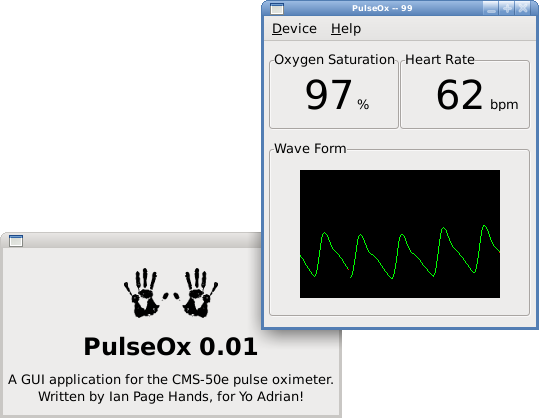 PulseOx -- 99
Device Help
Oxygen Saturation Heart Rate
97 % 62 bpm
Wave Form
PulseOx 0.01
A GUI application for the CMS-50e pulse oximeter.
Written by Ian Page Hands, for Yo Adrian!